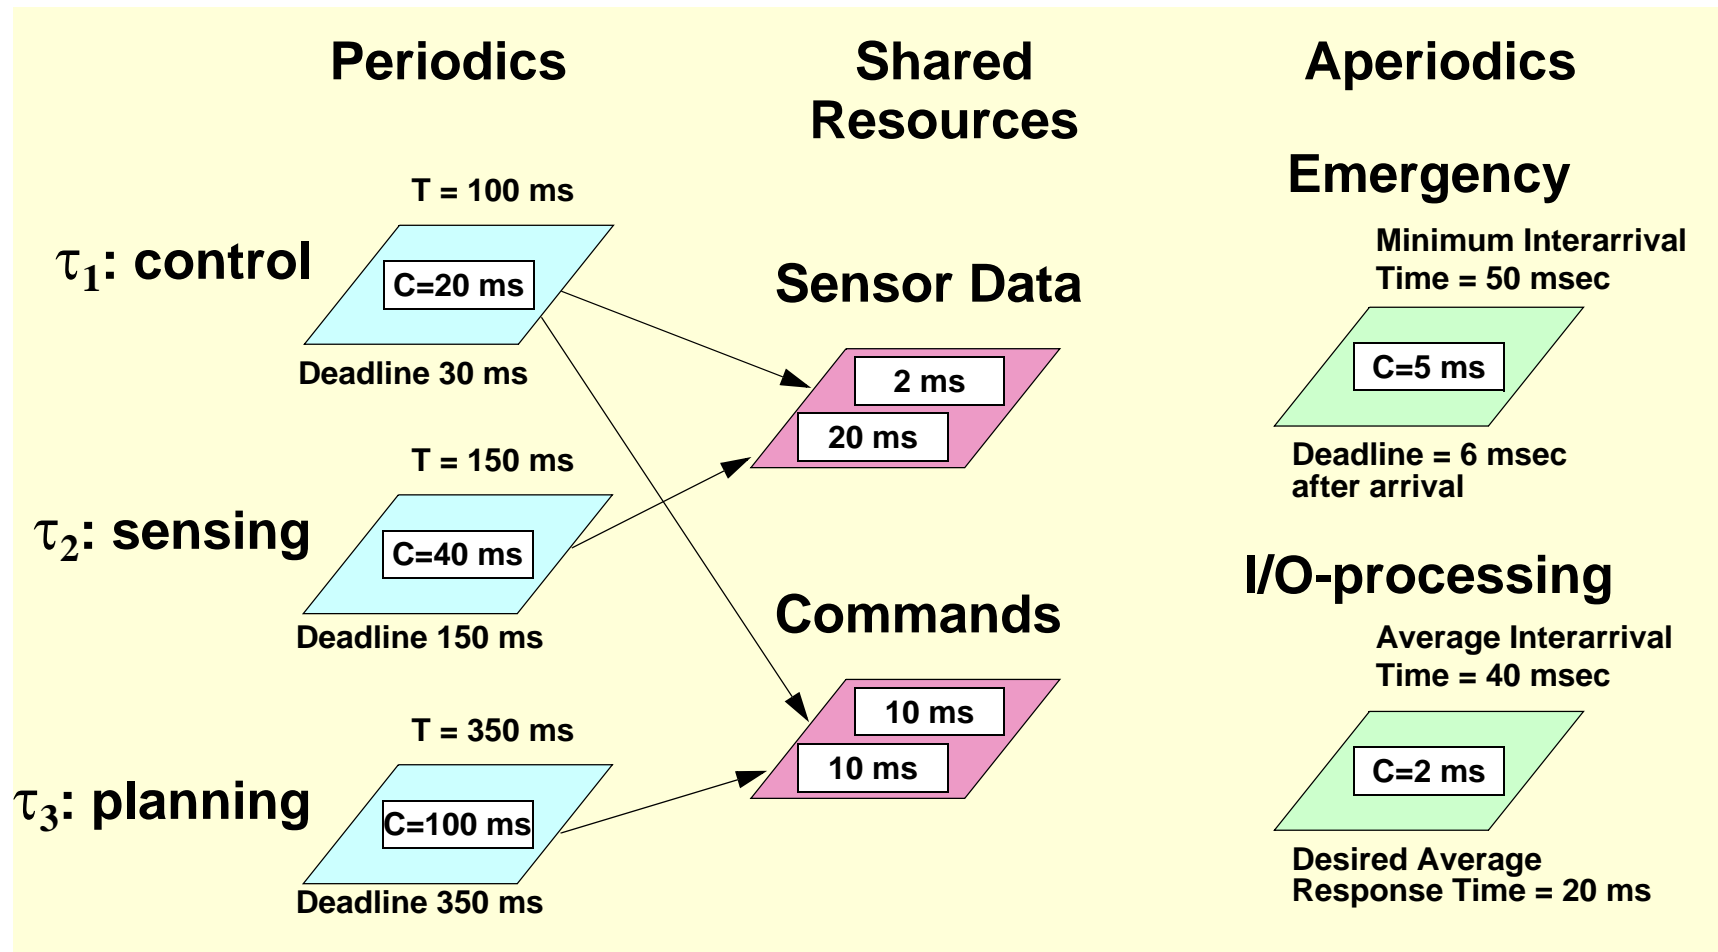 Periodics
T = 100 ms
τ1: control
C=20 ms
Deadline 30 ms
T = 150 ms
τ2: sensing
C=40 ms
Deadline 150 ms
T = 350 ms
τ3: planning
C=100 ms
Deadline 350 ms
Shared
Resources
Sensor Data
2 ms
20 ms
Commands
10 ms
10 ms
Aperiodics
Emergency
Minimum Interarrival
Time = 50 msec
C=5 ms
Deadline = 6 msec
after arrival
I/O-processing
Average Interarrival
Time = 40 msec
C=2 ms
Desired Average
Response Time = 20 ms